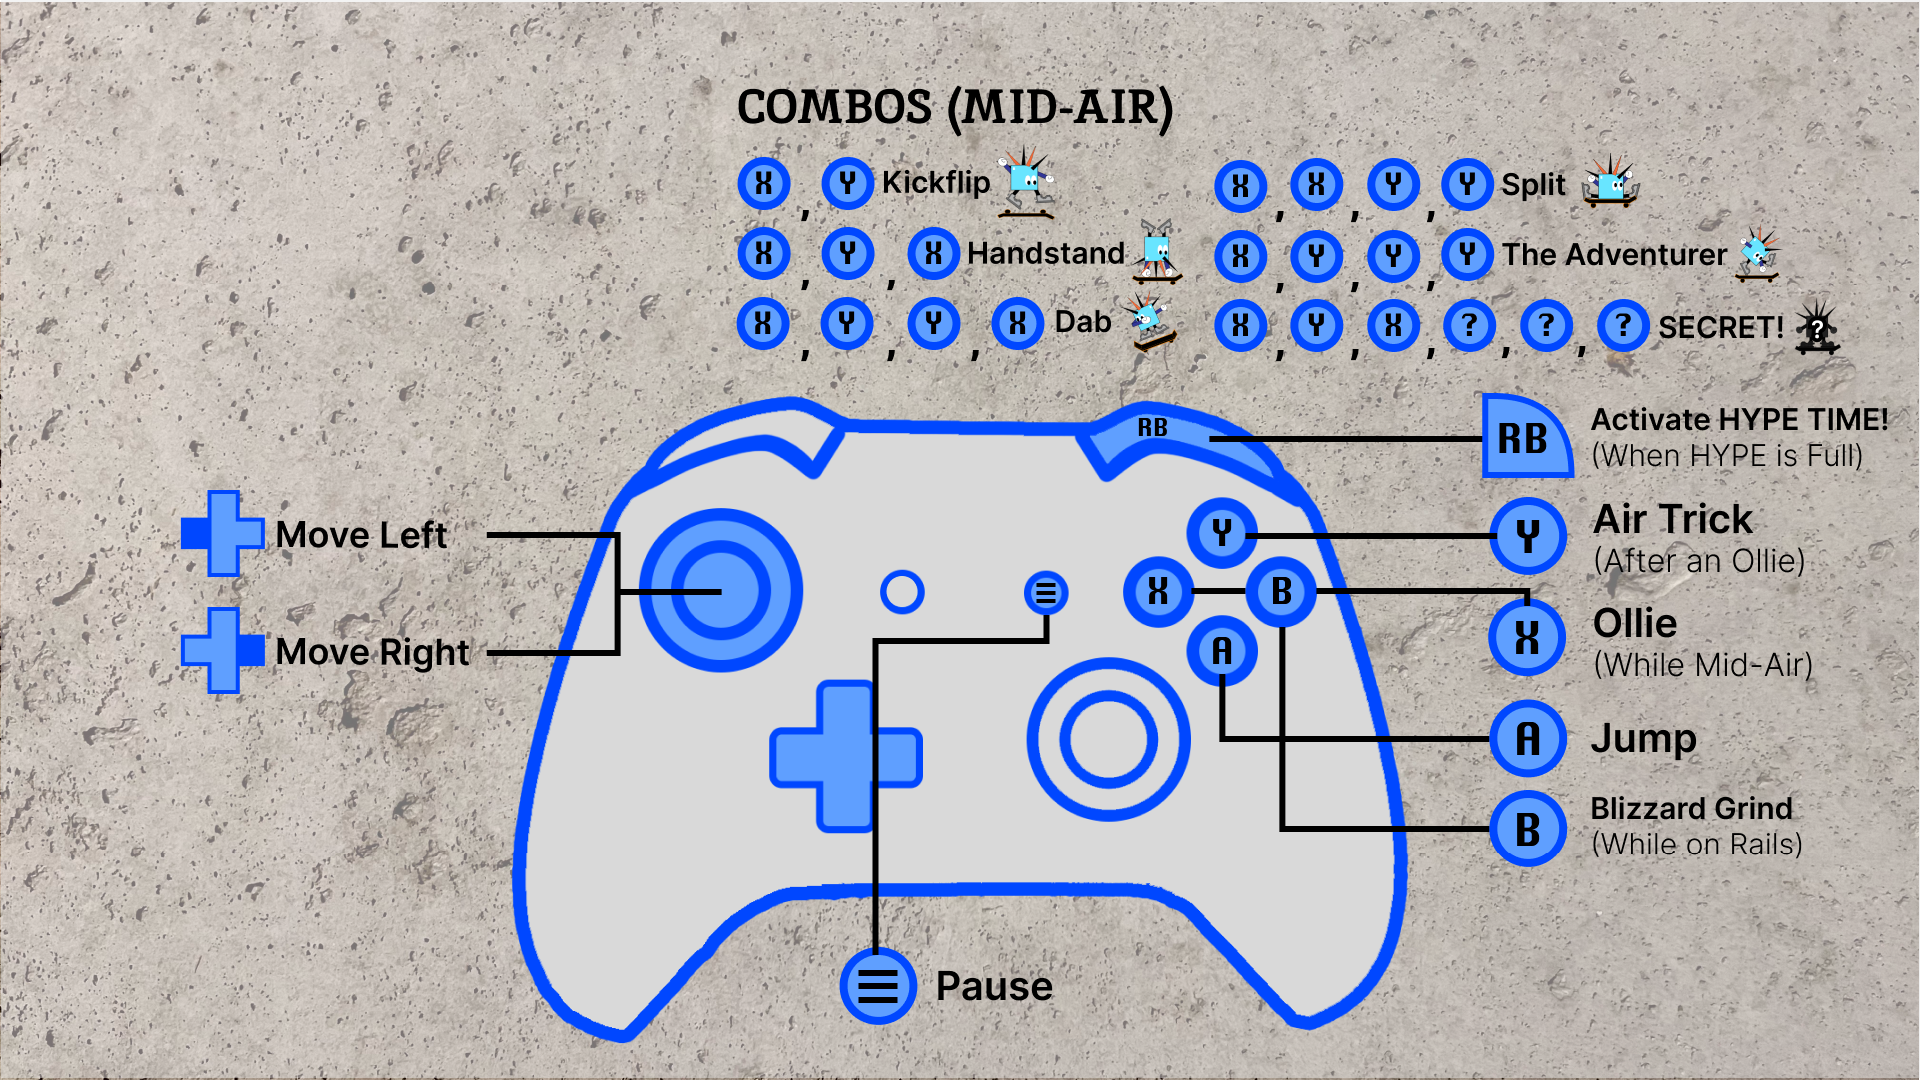 COMBOS (MID-AIR)
X , Y Kickflip
X , X , Y , Y Split
X , Y , X Handstand
X , Y , Y , Y The Adventurer
X , Y , Y , X Dab
X , Y , X , ? , ? , ? SECRET! ?
RB
RB Activate HYPE TIME!
(When HYPE is Full)
Move Left
Y
Y Air Trick
(After an Ollie)
X B
X Ollie
(While Mid-Air)
Move Right
A
A Jump
B Blizzard Grind
(While on Rails)
Pause